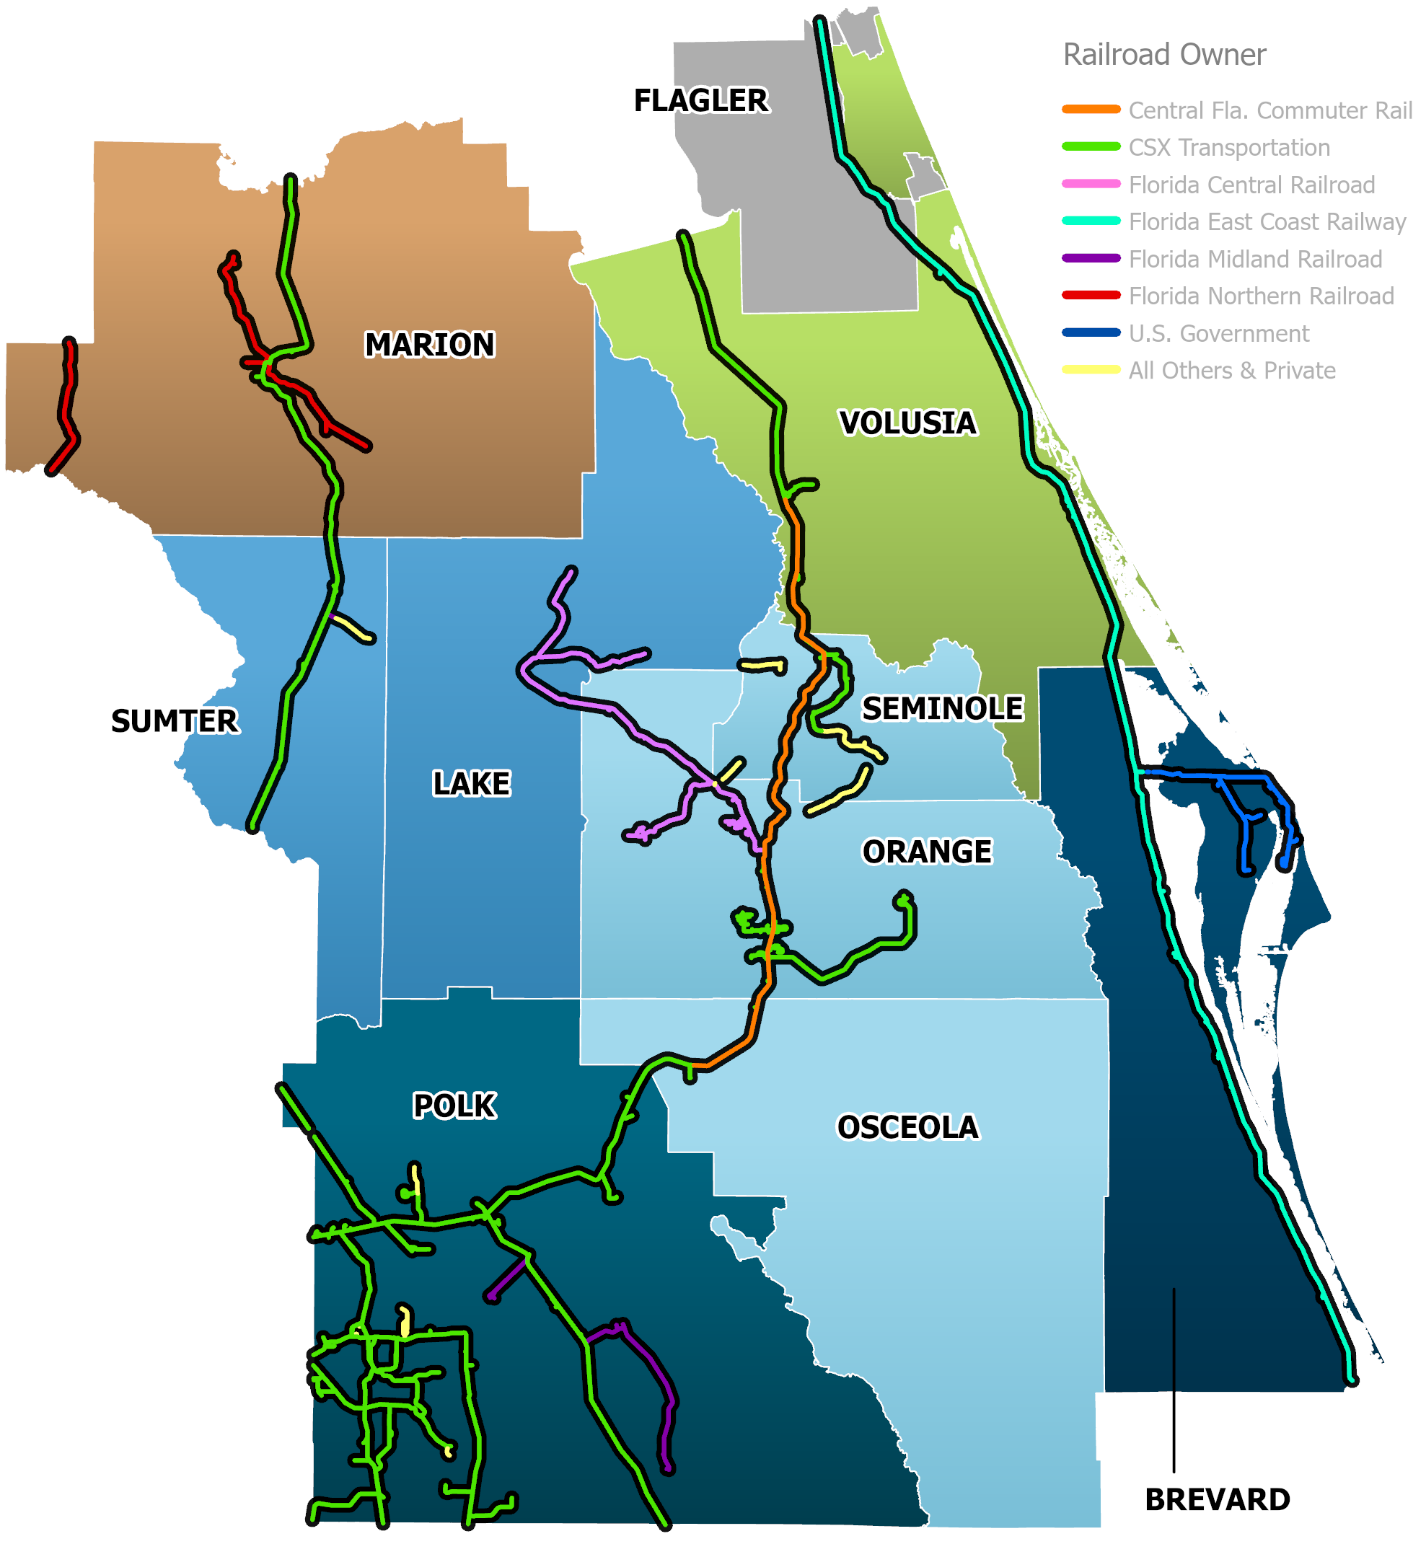 Railroad Owner
FLAGLER
Central Fla. Commuter Rail
CSX Transportation
Florida Central Railroad
Florida East Coast Railway
Florida Midland Railroad
Florida Northern Railroad
U.S. Government
All Others & Private
MARION
VOLUSIA
SEMINOLE
SUMTER
LAKE
ORANGE
POLK
OSCEOLA
BREVARD